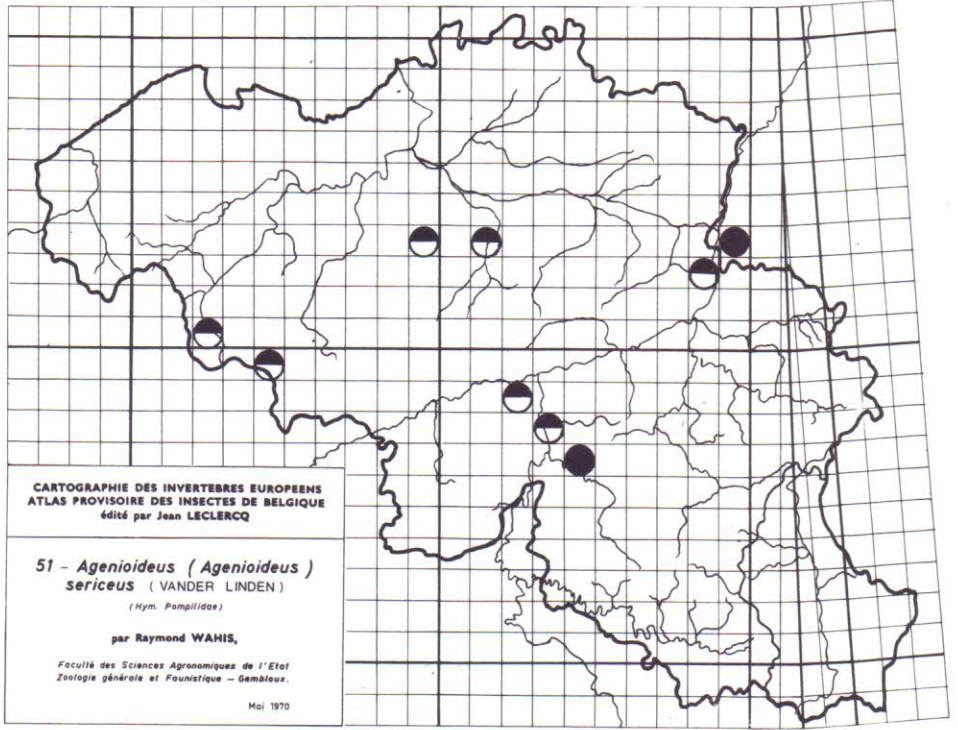 CARTOGRAPHIE DES INVERTEBRES EUROPEENS
ATLAS PROVISOIRE DES INSECTES DE BELGIQUE
édité par Jean LECLERCQ
51 – Agenioideus ( Agenioideus )
sericeus ( VANDER LINDEN )
(Hym. Pompilidae)
par Raymond WAHIS,
Faculté des Sciences Agronomiques de l'Etat
Zoologie générale et Faunistique – Gembloux.
Mai 1970